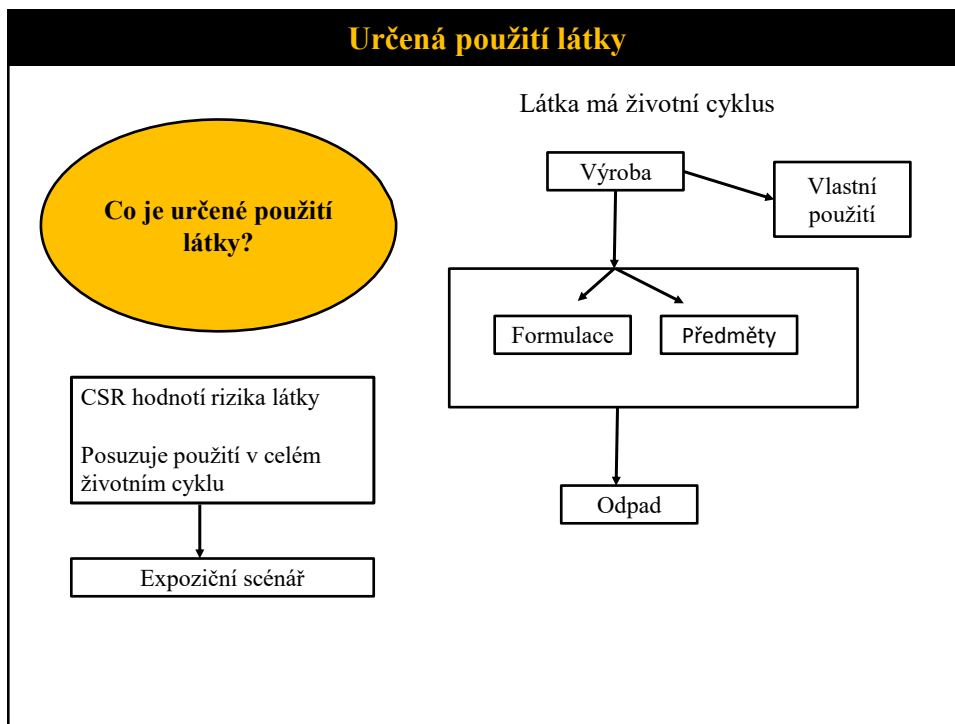 Určená použití látky
Co je určené použití
látky?
CSR hodnotí rizika látky
Posuzuje použití v celém
životním cyklu
Expoziční scénář
Látka má životní cyklus
Výroba
Vlastní
použití
Formulace
Předměty
Odpad